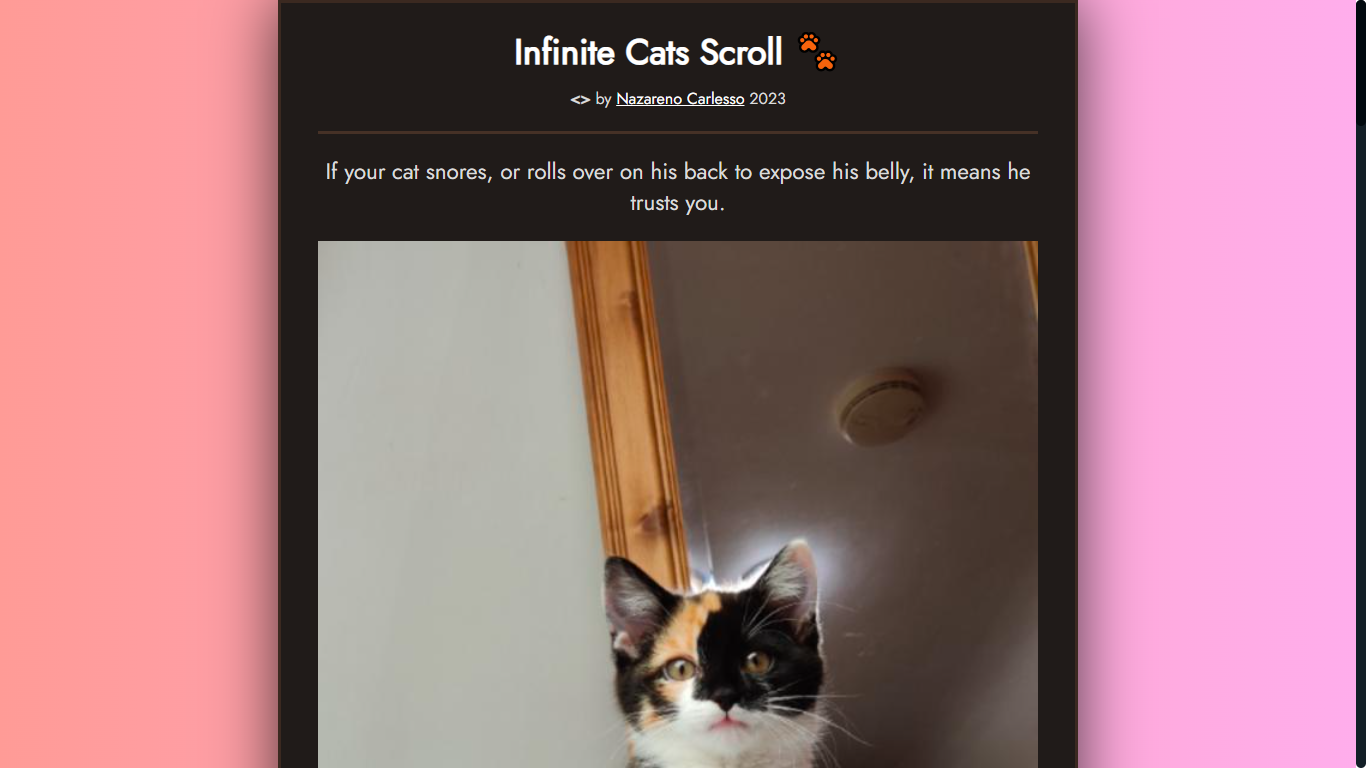 Infinite Cats Scroll
<> by Nazareno Carlesso 2023
If your cat snores, or rolls over on his back to expose his belly, it means he
trusts you.